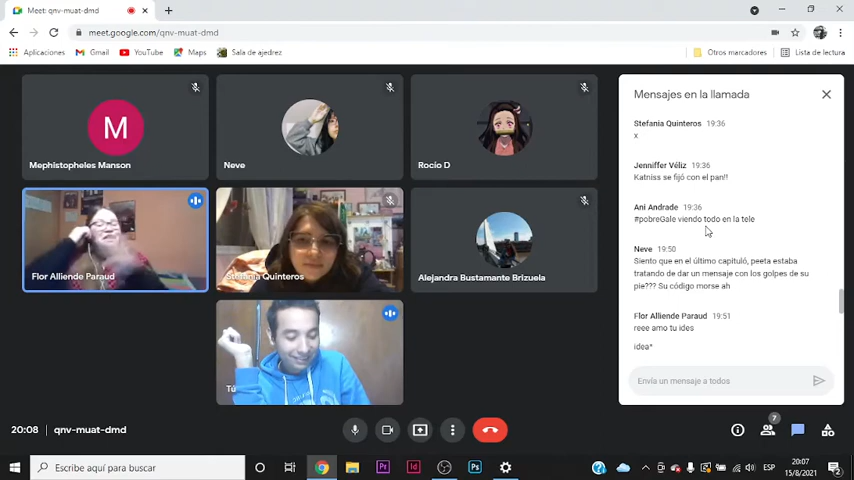 Meet: qnv-muat-dmd
meet.google.com/qnv-muat-dmd
Aplicaciones
Gmail
YouTube
Maps
Sala de ajedrez
Otros marcadores
Lista de lectura
M
Mephistopheles Manson
Neve
Rocío D
Flor Alliende Paraud
Stefania Quinteros
Alejandra Bustamante Brizuela
Tú
Mensajes en la llamada
Stefania Quinteros 19:36
x
Jenniffer Véliz 19:36
Katniss se fijó con el pan!!
Ani Andrade 19:36
#pobreGale viendo todo en la tele
Neve 19:50
Siento que en el último capituló, peeta estaba
tratando de dar un mensaje con los golpes de su
pie??? Su código morse ah
Flor Alliende Paraud 19:51
reee amo tu ides
idea*
Envía un mensaje a todos
20:08 qnv-muat-dmd
7
Escribe aquí para buscar
Pr
Id
Ps
ESP
20:07
15/8/2021
2